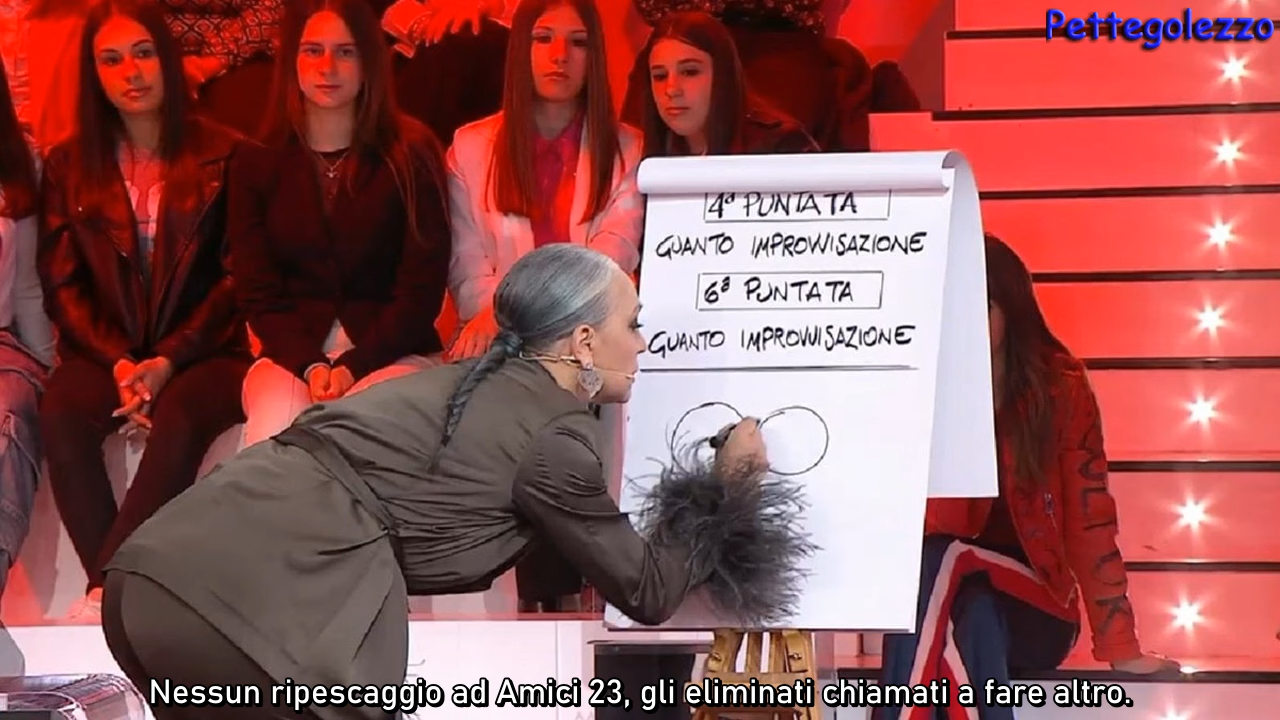 Pettegolezzo
4ª PUNTATA
GUANTO IMPROVVISAZIONE
6ª PUNTATA
GUANTO IMPROVVISAZIONE
Nessun ripescaggio ad Amici 23, gli eliminati chiamati a fare altro.